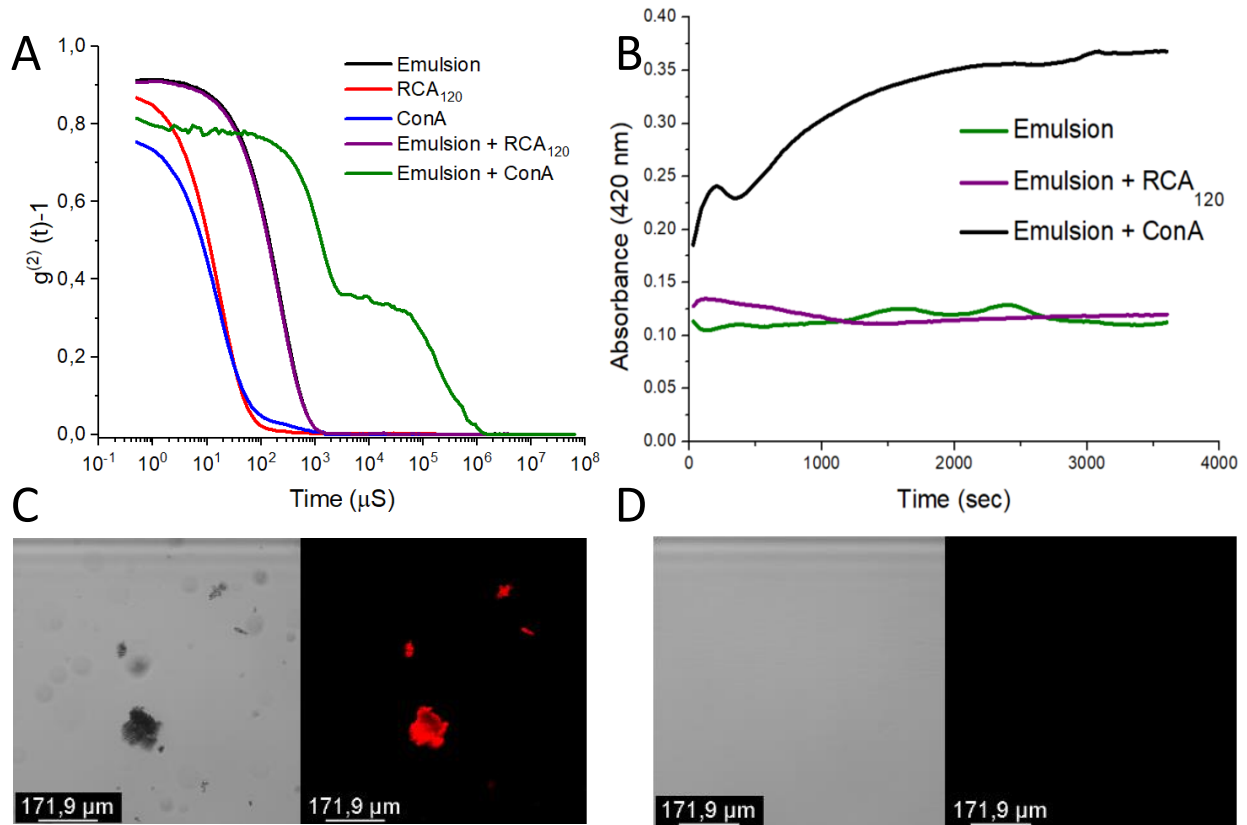 A
1,0
0,8
0,6
0,4
0,2
0,0
g(2) (t)-1
Emulsion
RCA120
ConA
Emulsion + RCA120
Emulsion + ConA
10-1 100 101 102 103 104 105 106 107 108
Time (µS)
B
0.40
0.35
0.30
0.25
0.20
0.15
0.10
0.05
0.00
Absorbance (420 nm)
Emulsion
Emulsion + RCA120
Emulsion + ConA
0 1000 2000 3000 4000
Time (sec)
C
171,9 µm
171,9 µm
D
171,9 µm
171,9 µm